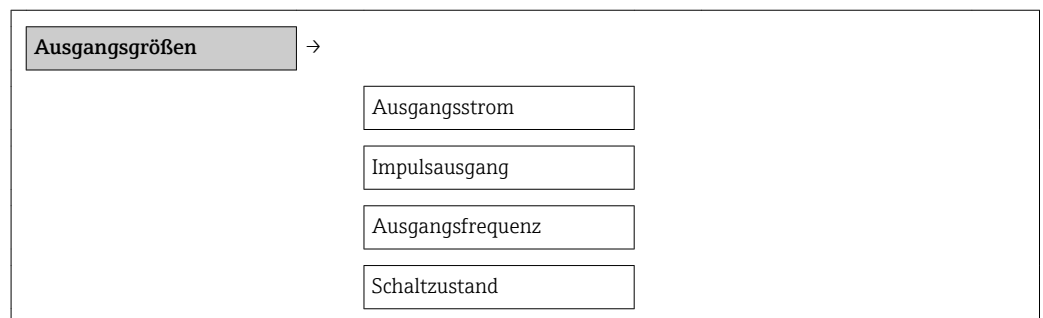 Ausgangsgrößen →
Ausgangsstrom
Impulsausgang
Ausgangsfrequenz
Schaltzustand